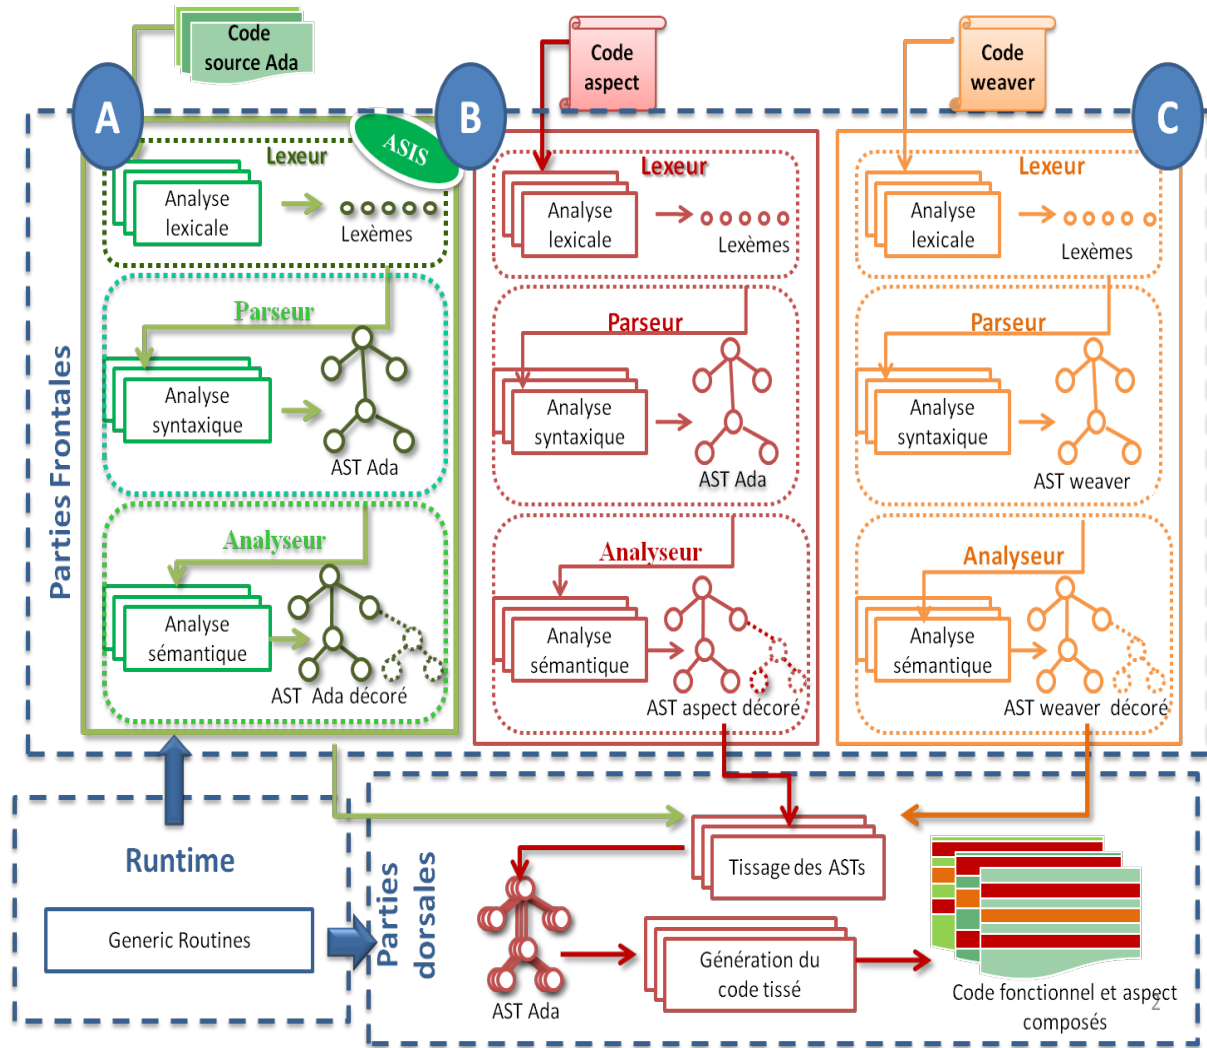 Code
source Ada
Code
aspect
Code
weaver
A
B
C
ASIS
Parties Frontales
Lexeur
Analyse
lexicale
Lexèmes
Parseur
Analyse
syntaxique
AST Ada
Analyseur
Analyse
sémantique
AST Ada décoré
Lexeur
Analyse
lexicale
Lexèmes
Parseur
Analyse
syntaxique
AST Ada
Analyseur
Analyse
sémantique
AST aspect décoré
Lexeur
Analyse
lexicale
Lexèmes
Parseur
Analyse
syntaxique
AST weaver
Analyseur
Analyse
sémantique
AST weaver décoré
Runtime
Generic Routines
Parties
dorsales
Tissage des ASTs
AST Ada
Génération du
code tissé
Code fonctionnel et aspect
composés
2